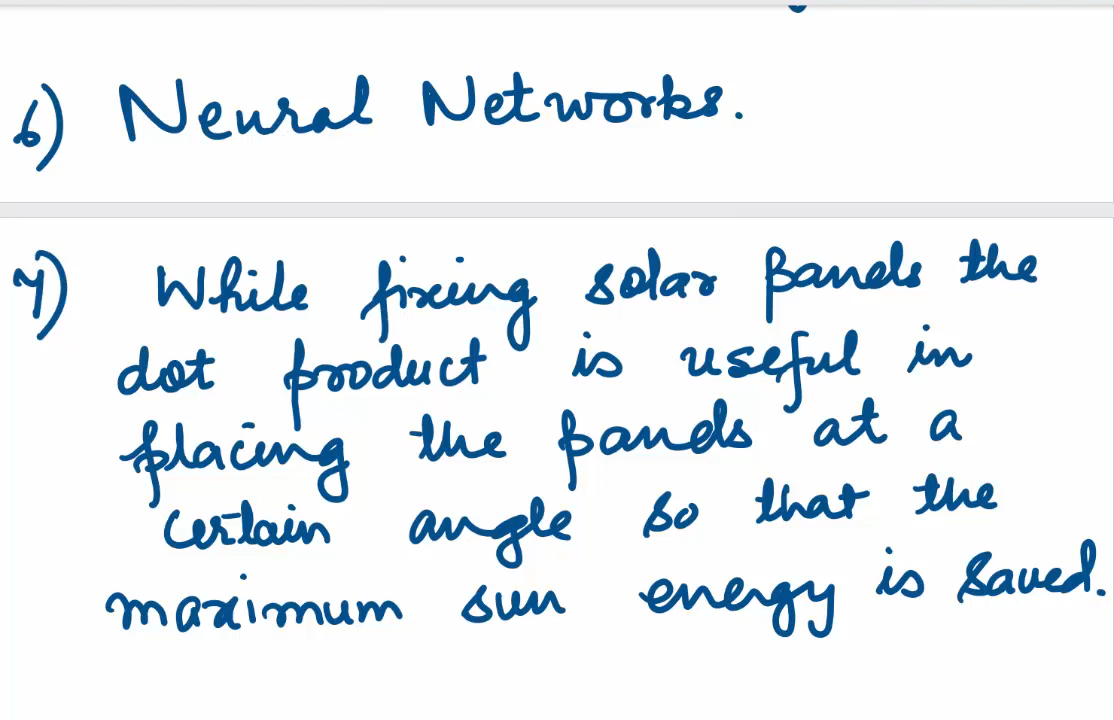 6) Neural Networks.
7) While fixing solar panels the
dot product is useful in
placing the panels at a
certain angle so that the
maximum sun energy is saved.